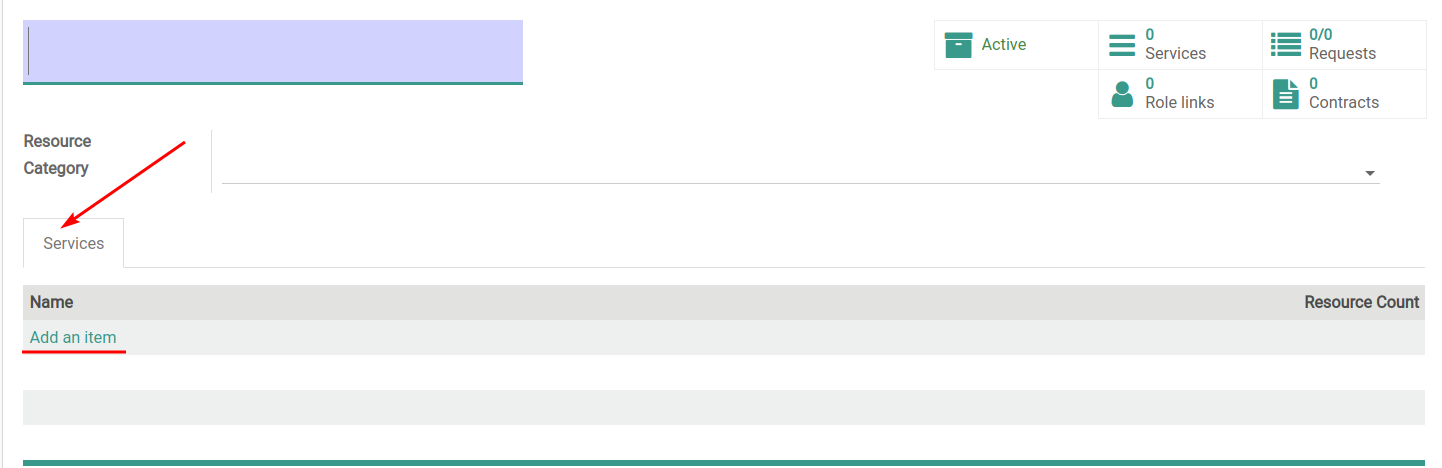 Active
0
Services
0/0
Requests
0
Role links
0
Contracts
Resource
Category
Services
Name Resource Count
Add an item